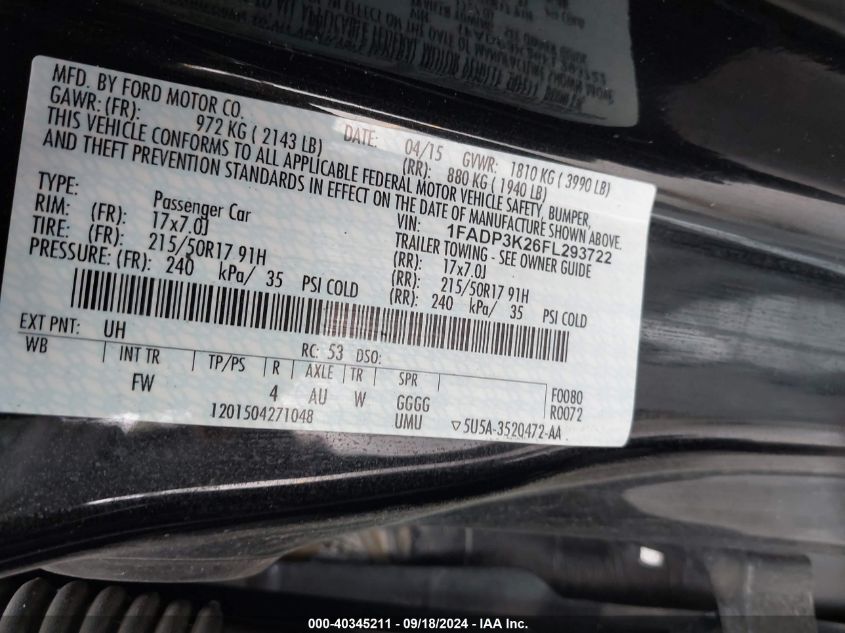 MFD. BY FORD MOTOR CO.
DATE: 04/15 GVWR: 1810 KG ( 3990 LB)
GAWR: (FR): 972 KG ( 2143 LB) (RR): 880 KG ( 1940 LB)
THIS VEHICLE CONFORMS TO ALL APPLICABLE FEDERAL MOTOR VEHICLE SAFETY, BUMPER,
AND THEFT PREVENTION STANDARDS IN EFFECT ON THE DATE OF MANUFACTURE SHOWN ABOVE.
VIN: 1FADP3K26FL293722
TYPE: Passenger Car TRAILER TOWING - SEE OWNER GUIDE
RIM: (FR): 17x7.0J (RR): 17x7.0J
TIRE: (FR): 215/50R17 91H (RR): 215/50R17 91H
PRESSURE: (FR): 240 kPa/ 35 PSI COLD (RR): 240 kPa/ 35 PSI COLD
EXT PNT: UH RC: 53 DSO:
WB INT TR TP/PS R AXLE TR SPR
FW 4 AU W GGGG F0080
UMU R0072
1201504271048 ▽5U5A-3520472-AA
000-40345211 - 09/18/2024 - IAA Inc.